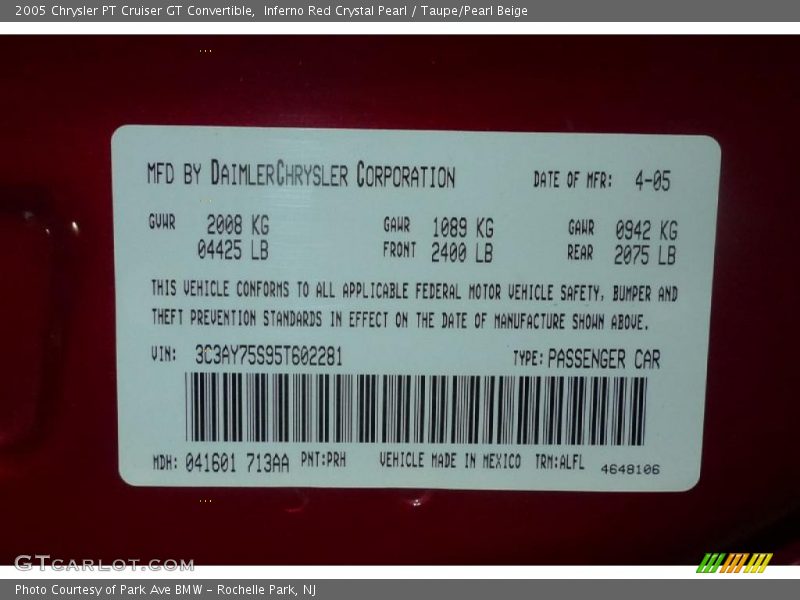 2005 Chrysler PT Cruiser GT Convertible,  Inferno Red Crystal Pearl / Taupe/Pearl Beige
MFD BY DAIMLERCHRYSLER CORPORATION DATE OF MFR: 4-05
GVWR 2008 KG GAWR 1089 KG GAWR 0942 KG
04425 LB FRONT 2400 LB REAR 2075 LB
THIS VEHICLE CONFORMS TO ALL APPLICABLE FEDERAL MOTOR VEHICLE SAFETY, BUMPER AND
THEFT PREVENTION STANDARDS IN EFFECT ON THE DATE OF MANUFACTURE SHOWN ABOVE.
VIN: 3C3AY75S95T602281 TYPE: PASSENGER CAR
MDH: 041601 713AA PNT:PRH VEHICLE MADE IN MEXICO TRM:ALFL 4648106
GTCARLOT.COM
Photo Courtesy of Park Ave BMW - Rochelle Park, NJ